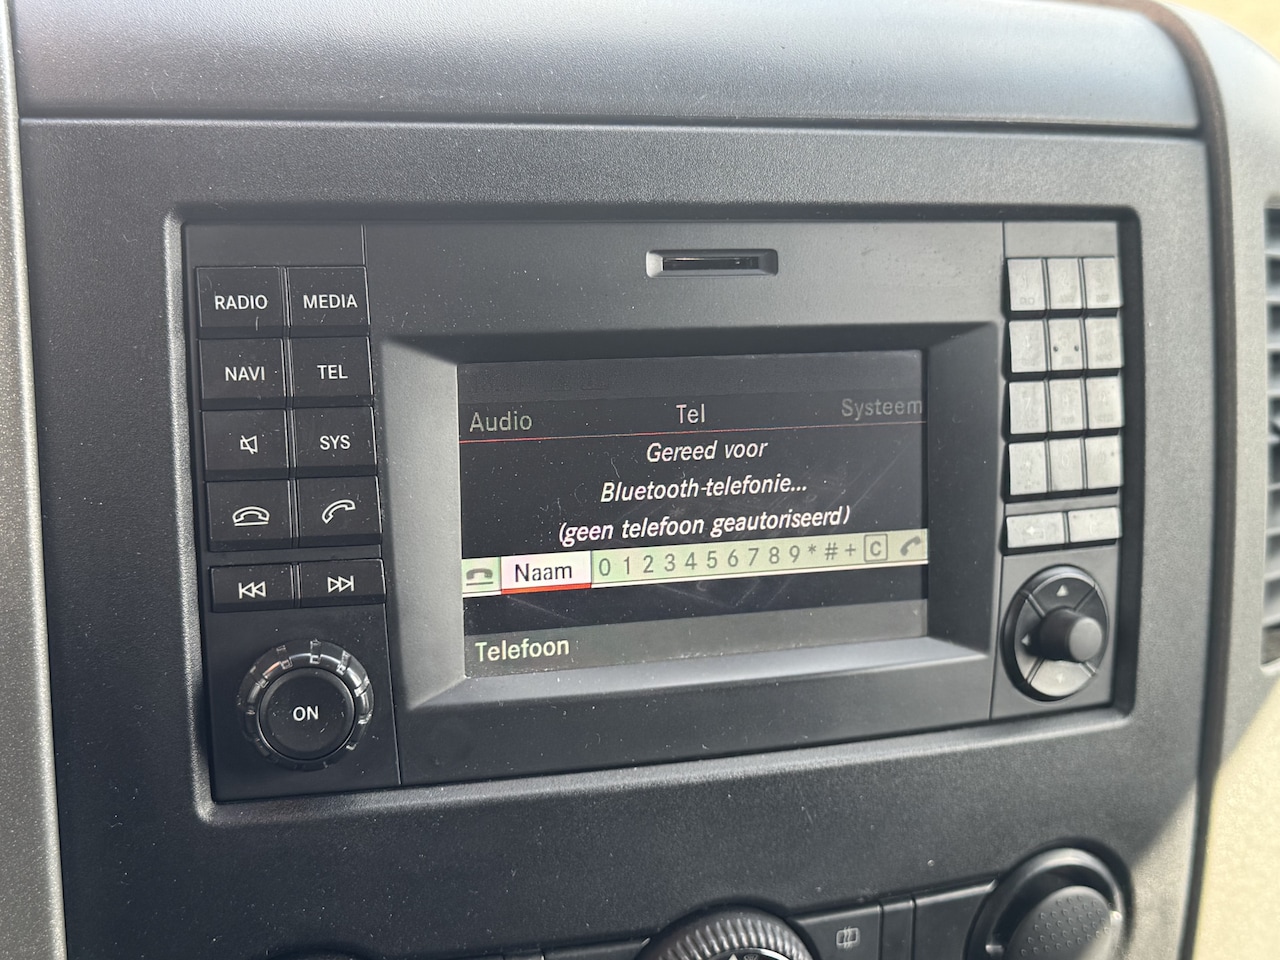 RADIO MEDIA
NAVI TEL
SYS
ON
Audio Tel Systeem
Gereed voor
Bluetooth-telefonie...
(geen telefoon geautoriseerd)
Naam 0 1 2 3 4 5 6 7 8 9 * # + C
Telefoon